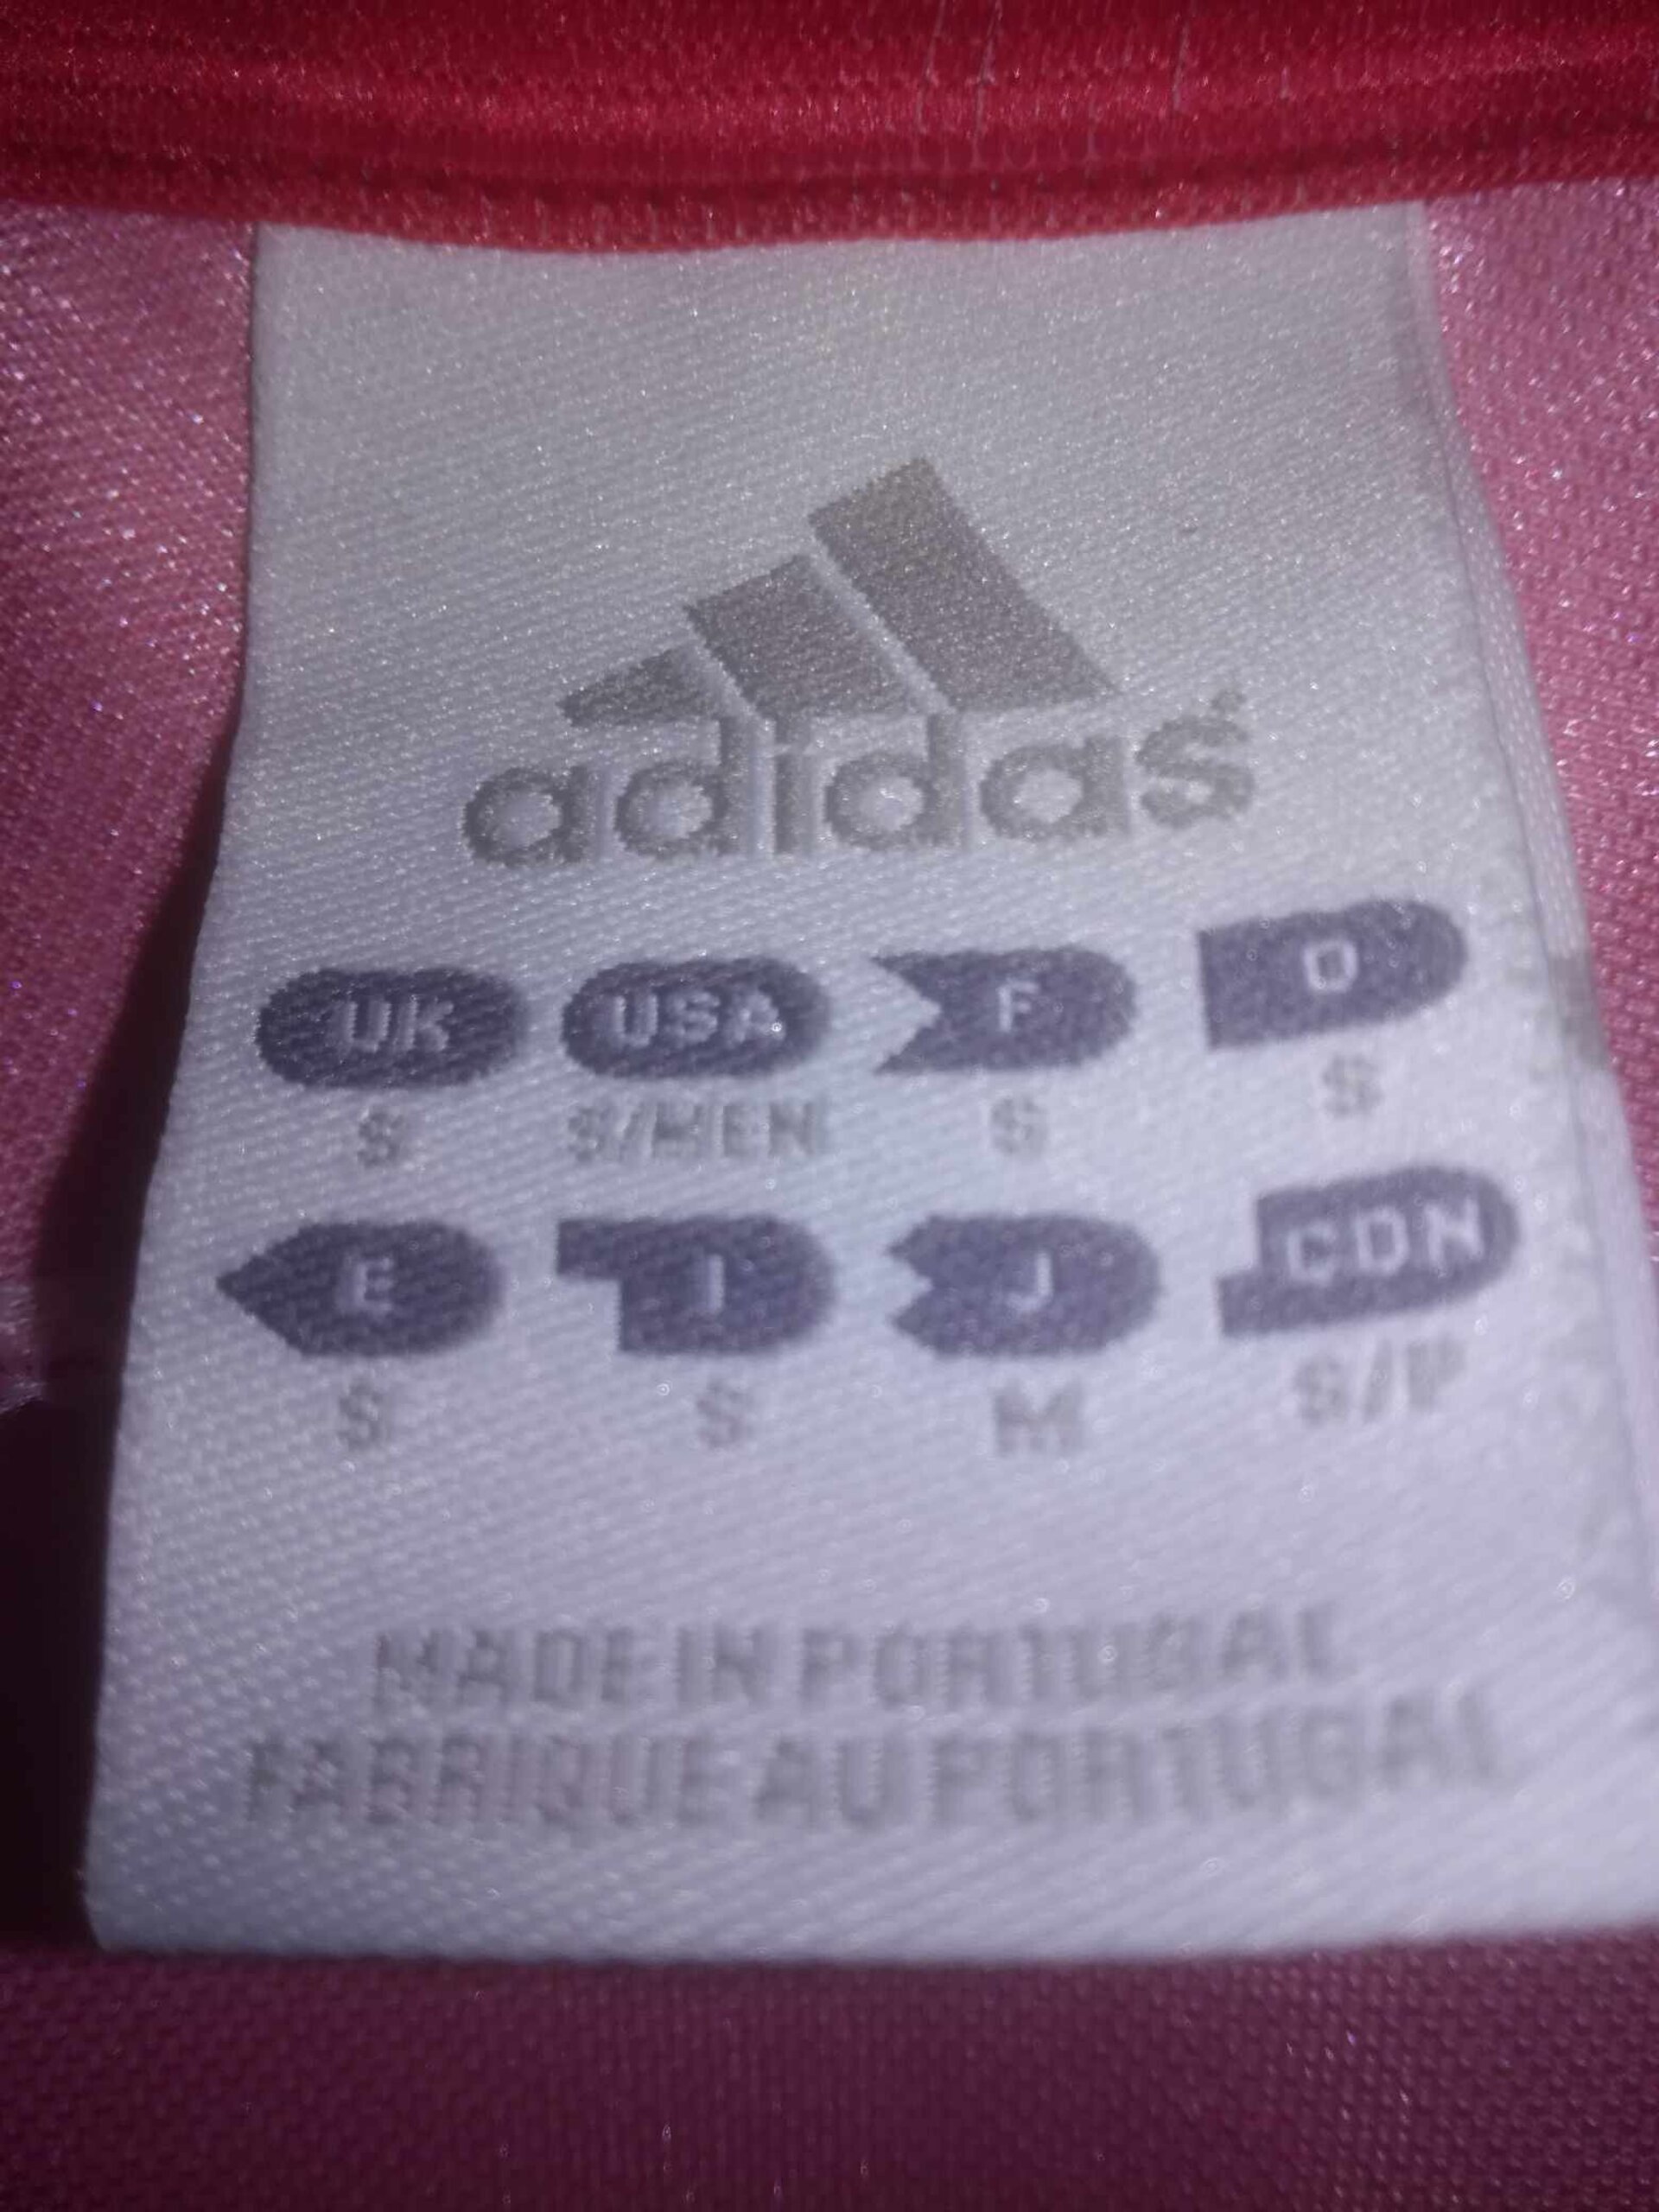 adidas
UK USA F D
S S/MEN S S
E I J CDN
S S M S/P
MADE IN PORTUGAL
FABRIQUE AU PORTUGAL